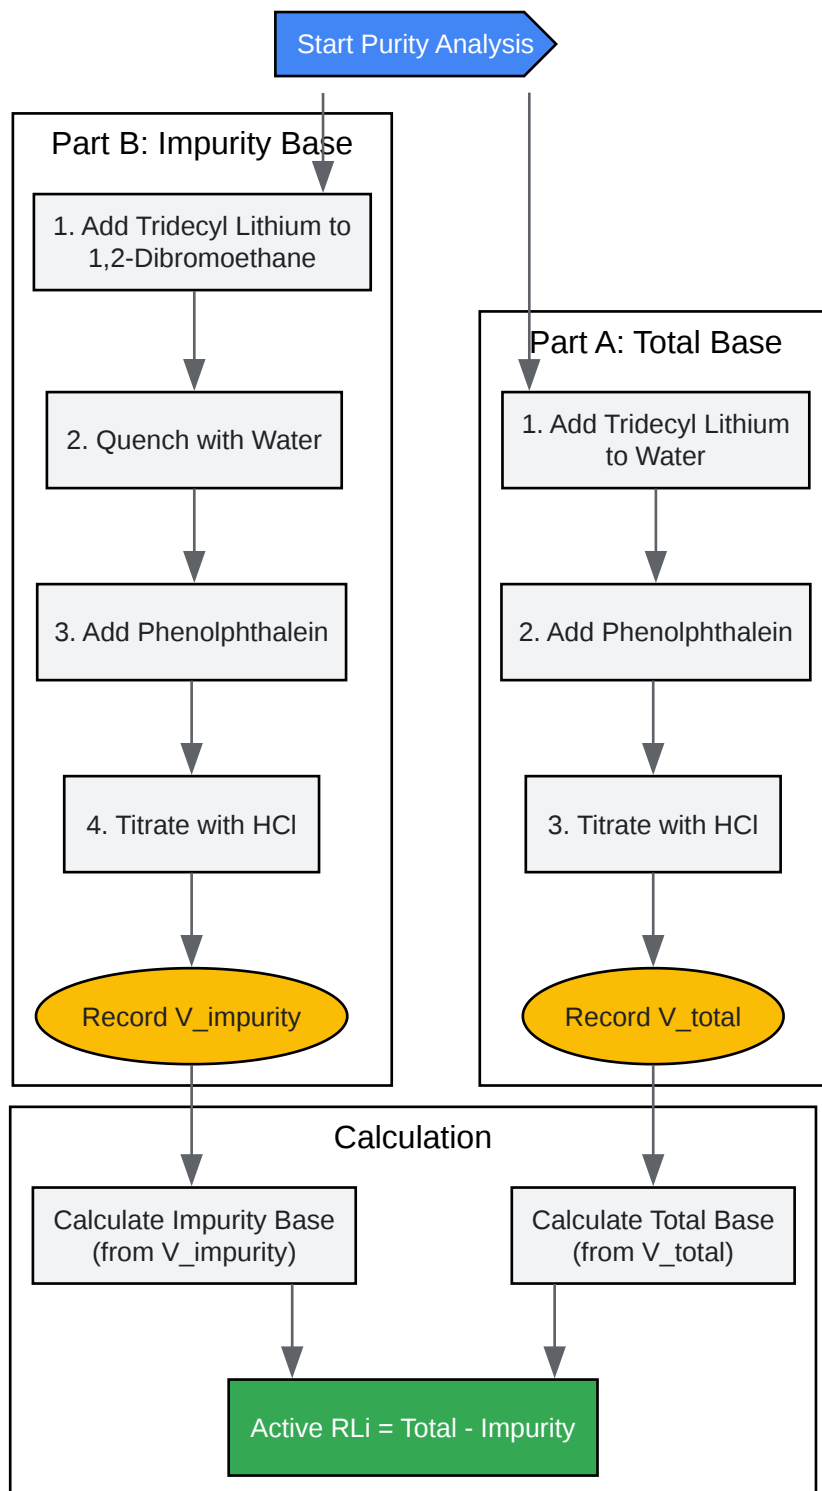 Start Purity Analysis
Part B: Impurity Base
1. Add Tridecyl Lithium to
1,2-Dibromoethane
2. Quench with Water
3. Add Phenolphthalein
4. Titrate with HCl
Record V_impurity
Part A: Total Base
1. Add Tridecyl Lithium
to Water
2. Add Phenolphthalein
3. Titrate with HCl
Record V_total
Calculation
Calculate Impurity Base
(from V_impurity)
Calculate Total Base
(from V_total)
Active RLi = Total - Impurity